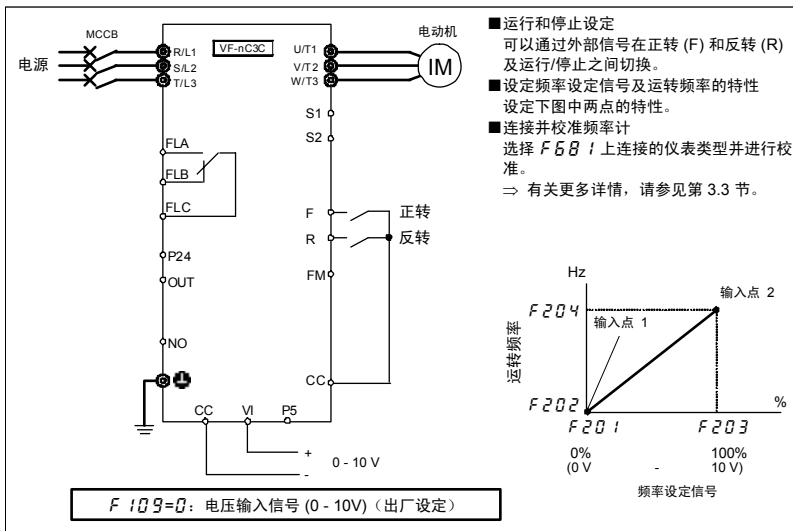 MCCB
电源
R/L1
S/L2
T/L3
VF-nC3C
U/T1
V/T2
W/T3
电动机
IM
S1
S2
FLA
FLB
FLC
F
正转
R
反转
P24
OUT
FM
NO
CC
CC
VI
P5
+
-
0 - 10 V
F109=0: 电压输入信号 (0 - 10V)（出厂设定）
■运行和停止设定
可以通过外部信号在正转 (F) 和反转 (R)
及运行/停止之间切换。
■设定频率设定信号及运转频率的特性
设定下图中两点的特性。
■连接并校准频率计
选择 F681 上连接的仪表类型并进行校
准。
⇒ 有关更多详情，请参见第 3.3 节。
Hz
输入点 2
F204
输入点 1
运转频率
F202
%
F201
F203
0%
100%
(0 V - 10 V)
频率设定信号